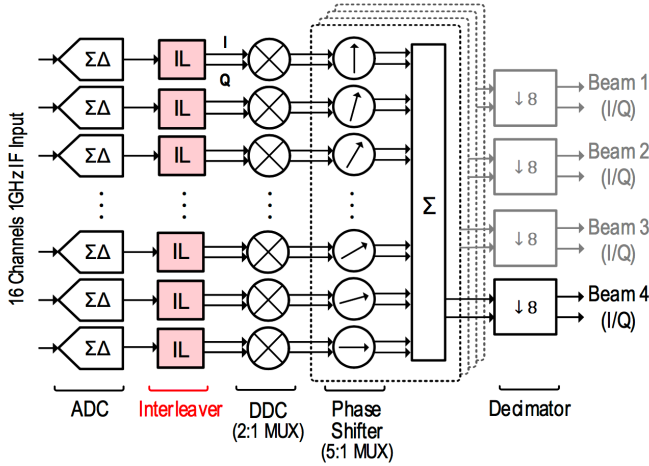 I
Q
ΣΔ
IL
ΣΔ
IL
ΣΔ
IL
ΣΔ
IL
ΣΔ
IL
ΣΔ
IL
Σ
↓8
↓8
↓8
↓8
Beam 1
(I/Q)
Beam 2
(I/Q)
Beam 3
(I/Q)
Beam 4
(I/Q)
16 Channels 1GHz IF Input
ADC
Interleaver
DDC
(2:1 MUX)
Phase
Shifter
(5:1 MUX)
Decimator